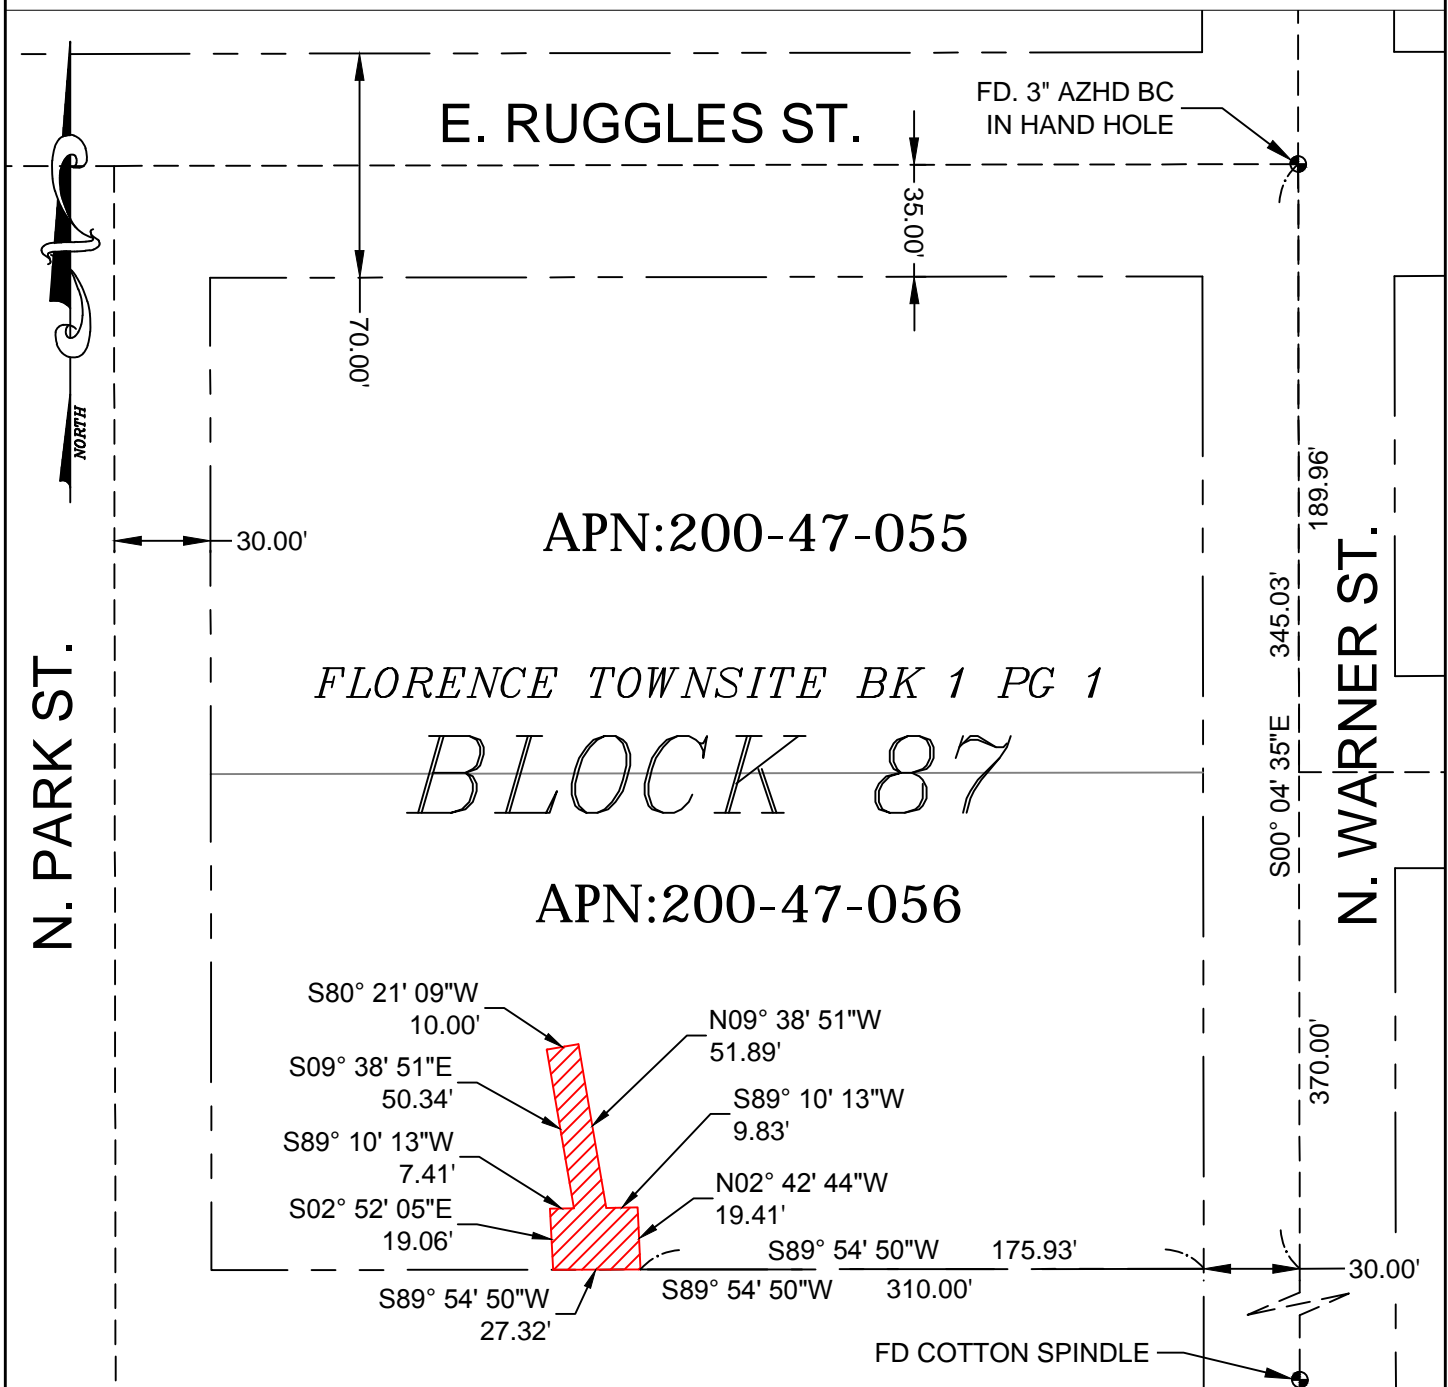 E. RUGGLES ST.
FD. 3" AZHD BC
IN HAND HOLE
35.00'
70.00'
NORTH
30.00'
APN:200-47-055
189.96'
345.03'
S00° 04' 35"E
N. WARNER ST.
N. PARK ST.
FLORENCE TOWNSITE BK 1 PG 1
BLOCK 87
APN:200-47-056
S80° 21' 09"W
10.00'
N09° 38' 51"W
51.89'
S09° 38' 51"E
50.34'
S89° 10' 13"W
9.83'
S89° 10' 13"W
7.41'
N02° 42' 44"W
19.41'
S02° 52' 05"E
19.06'
370.00'
S89° 54' 50"W 175.93'
S89° 54' 50"W 310.00'
30.00'
S89° 54' 50"W
27.32'
FD COTTON SPINDLE